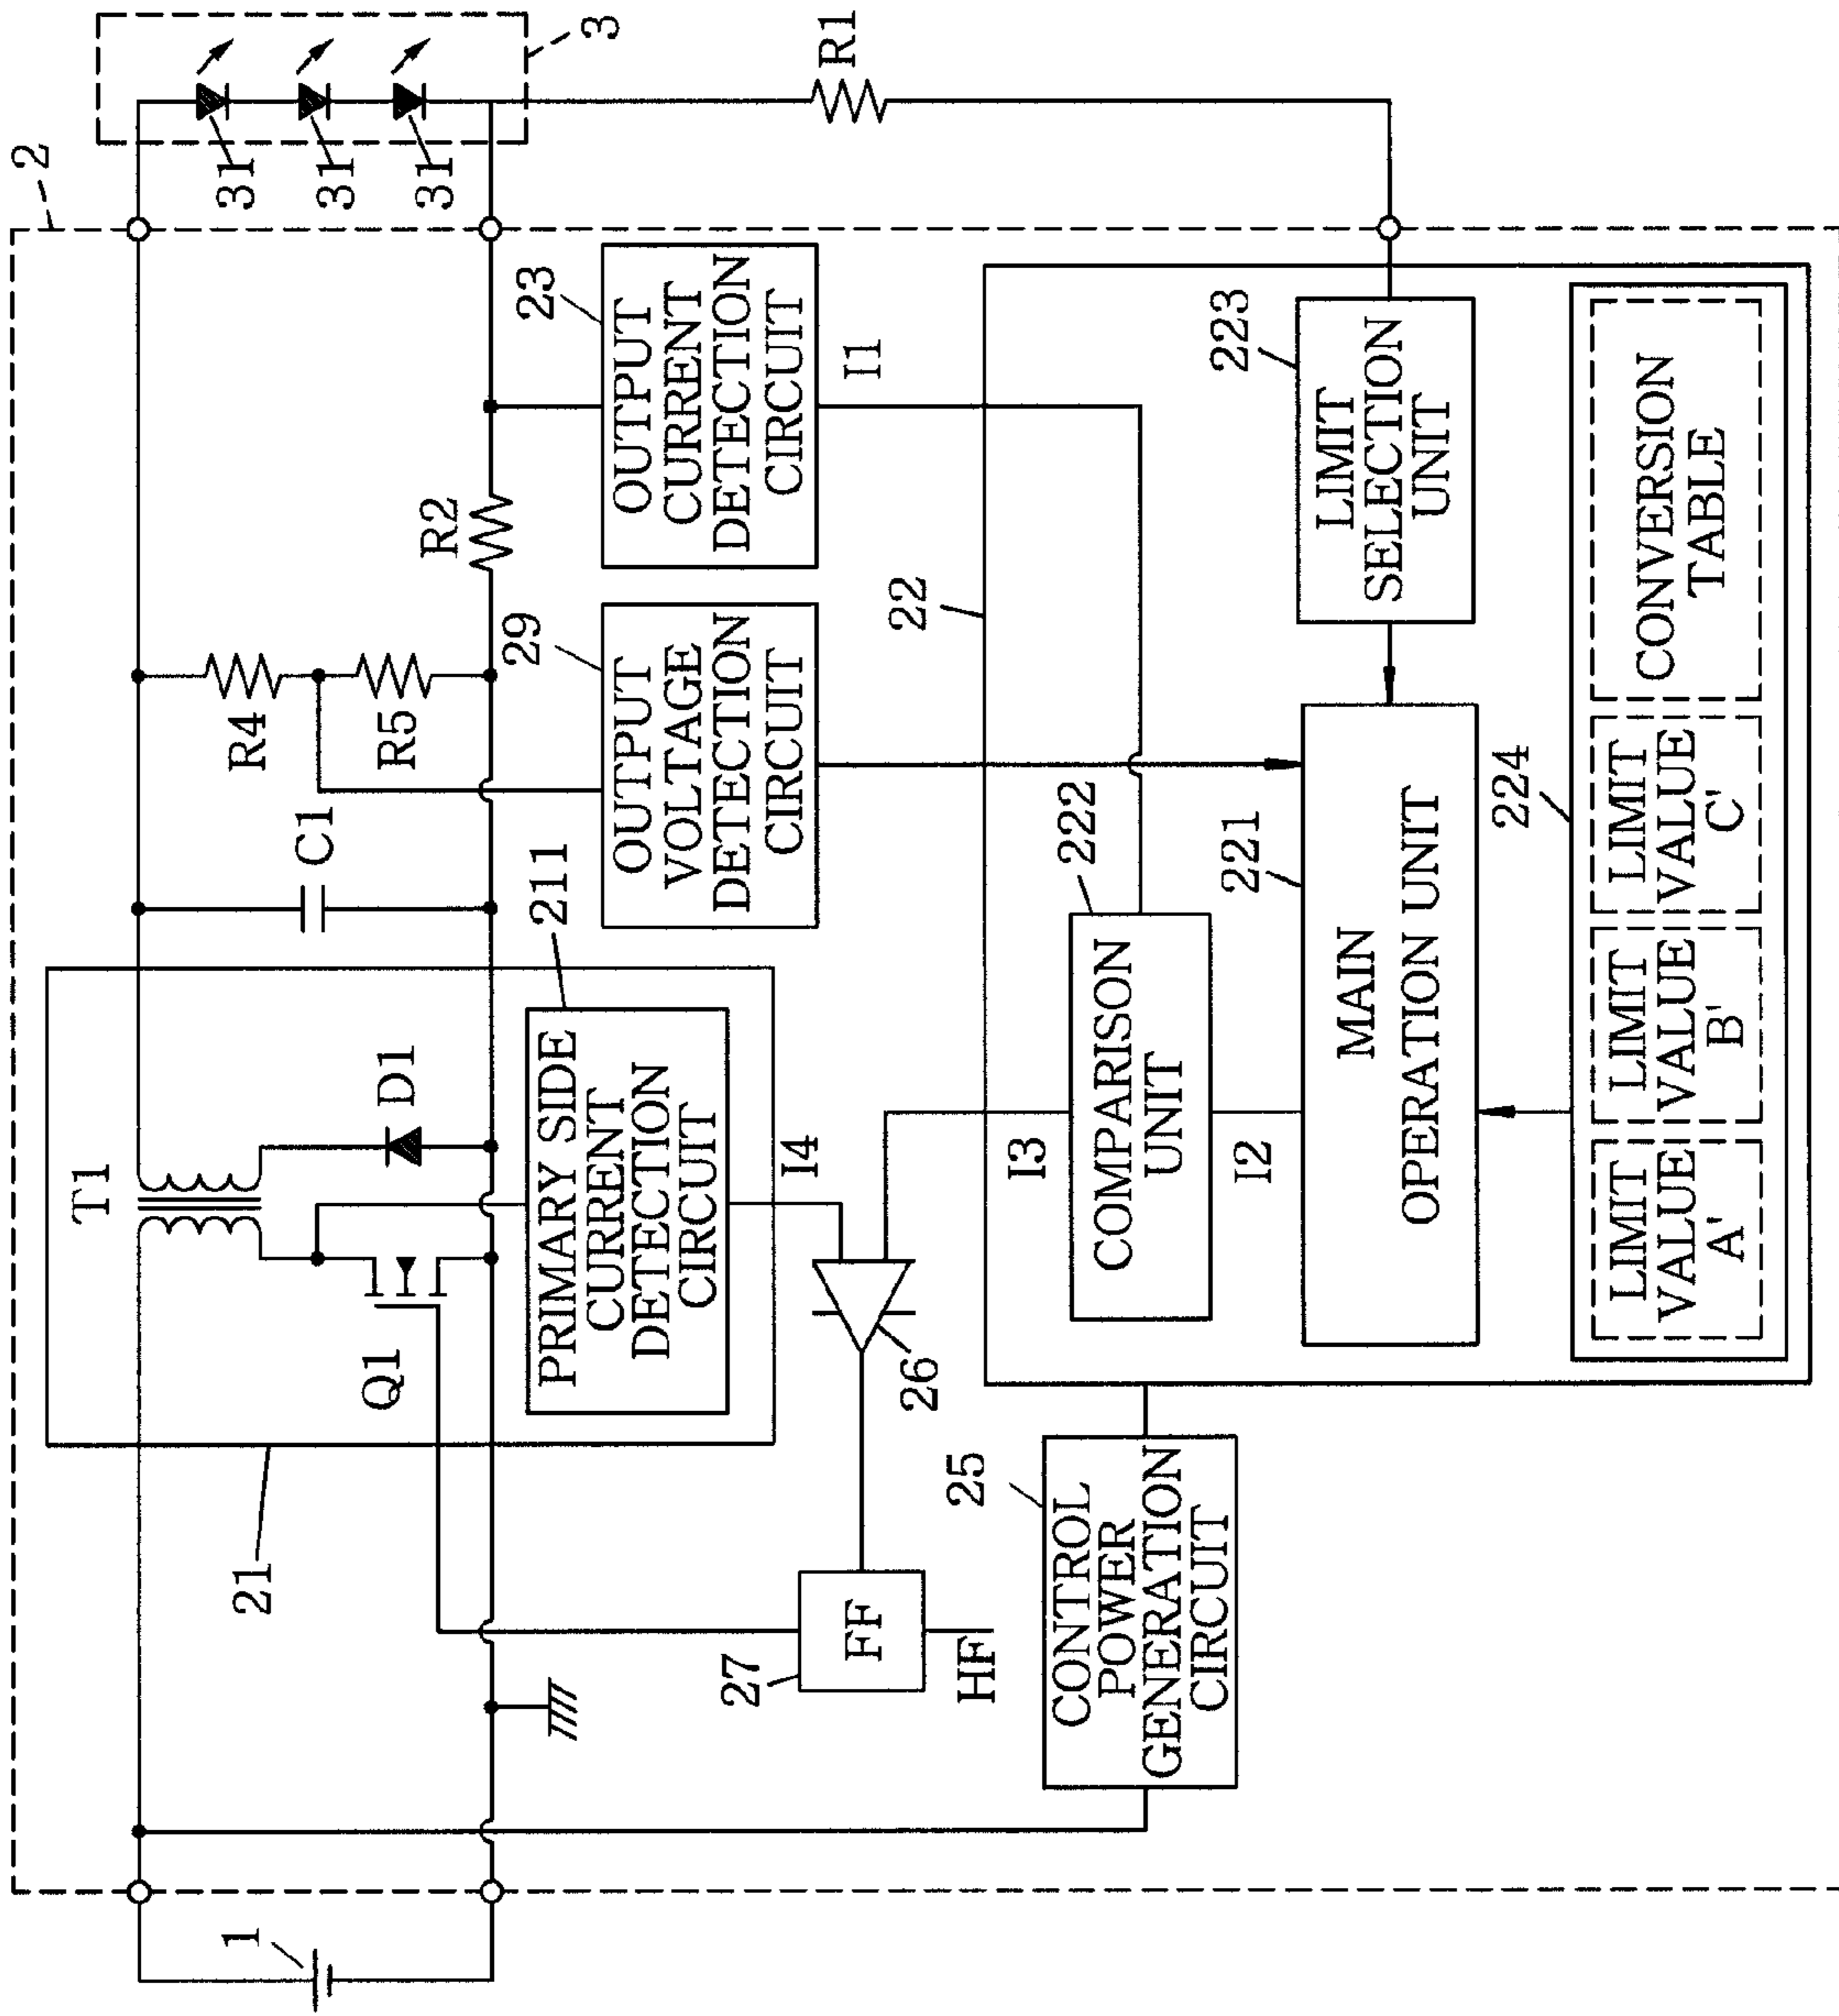 2
3
31
31
31
R1
R2
R4
R5
C1
T1
D1
Q1
211
PRIMARY SIDE
CURRENT
DETECTION
CIRCUIT
21
1
29
OUTPUT
VOLTAGE
DETECTION
CIRCUIT
23
OUTPUT
CURRENT
DETECTION
CIRCUIT
I1
I4
26
27
FF
HF
25
CONTROL
POWER
GENERATION
CIRCUIT
22
I3
222
COMPARISON
UNIT
I2
221
MAIN
OPERATION UNIT
223
LIMIT
SELECTION
UNIT
224
LIMIT
VALUE
A'
LIMIT
VALUE
B'
LIMIT
VALUE
C'
CONVERSION
TABLE